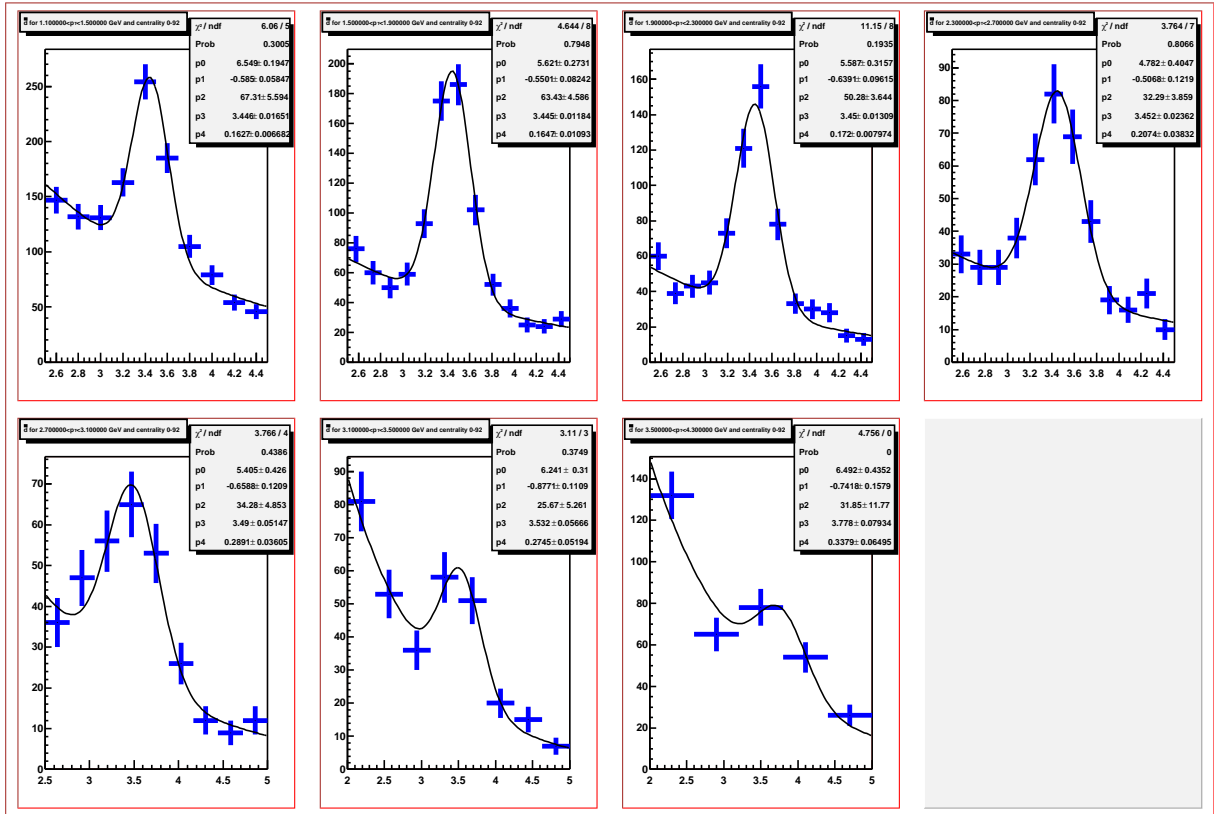 d̄ for 1.100000<pT<1.500000 GeV and centrality 0-92
χ² / ndf 6.06 / 5
Prob 0.3005
p0 6.549± 0.1947
p1 -0.585± 0.05847
p2 67.31± 5.594
p3 3.446± 0.01651
p4 0.1627± 0.006682
250
200
150
100
50
0
2.6 2.8 3 3.2 3.4 3.6 3.8 4 4.2 4.4
d̄ for 1.500000<pT<1.900000 GeV and centrality 0-92
χ² / ndf 4.644 / 8
Prob 0.7948
p0 5.621± 0.2731
p1 -0.5501± 0.08242
p2 63.43± 4.586
p3 3.445± 0.01184
p4 0.1647± 0.01093
200
180
160
140
120
100
80
60
40
20
0
2.6 2.8 3 3.2 3.4 3.6 3.8 4 4.2 4.4
d̄ for 1.900000<pT<2.300000 GeV and centrality 0-92
χ² / ndf 11.15 / 8
Prob 0.1935
p0 5.587± 0.3157
p1 -0.6391± 0.09615
p2 50.28± 3.644
p3 3.45± 0.01309
p4 0.172± 0.007974
160
140
120
100
80
60
40
20
0
2.6 2.8 3 3.2 3.4 3.6 3.8 4 4.2 4.4
d̄ for 2.300000<pT<2.700000 GeV and centrality 0-92
χ² / ndf 3.764 / 7
Prob 0.8066
p0 4.782± 0.4047
p1 -0.5068± 0.1219
p2 32.29± 3.859
p3 3.452± 0.02362
p4 0.2074± 0.03832
90
80
70
60
50
40
30
20
10
0
2.6 2.8 3 3.2 3.4 3.6 3.8 4 4.2 4.4
d̄ for 2.700000<pT<3.100000 GeV and centrality 0-92
χ² / ndf 3.766 / 4
Prob 0.4386
p0 5.405± 0.426
p1 -0.6588± 0.1209
p2 34.28± 4.853
p3 3.49± 0.05147
p4 0.2891± 0.03605
70
60
50
40
30
20
10
0
2.5 3 3.5 4 4.5 5
d̄ for 3.100000<pT<3.500000 GeV and centrality 0-92
χ² / ndf 3.11 / 3
Prob 0.3749
p0 6.241± 0.31
p1 -0.8771± 0.1109
p2 25.67± 5.261
p3 3.532± 0.05666
p4 0.2745± 0.05194
90
80
70
60
50
40
30
20
10
0
2 2.5 3 3.5 4 4.5 5
d̄ for 3.500000<pT<4.300000 GeV and centrality 0-92
χ² / ndf 4.756 / 0
Prob 0
p0 6.492± 0.4352
p1 -0.7418± 0.1579
p2 31.85± 11.77
p3 3.778± 0.07934
p4 0.3379± 0.06495
140
120
100
80
60
40
20
0
2 2.5 3 3.5 4 4.5 5